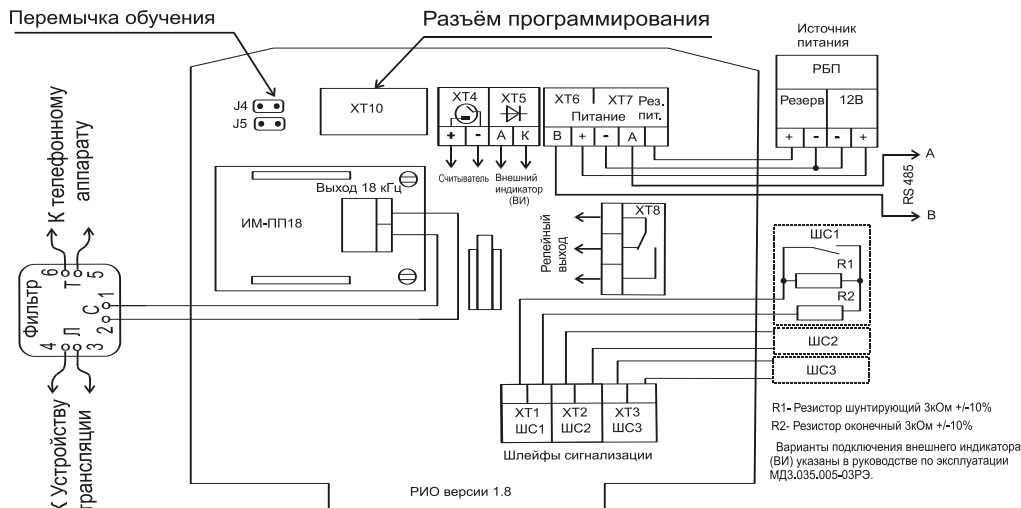 Перемычка обучения
Разъём программирования
Источник
питания
РБП
Резерв
12В
+
-
-
+
J4
J5
XT10
XT4
XT5
+
-
А
К
Считыватель
Внешний
индикатор
(ВИ)
XT6
XT7
Рез.
пит.
Питание
В
+
-
А
А
RS 485
В
К телефонному
аппарату
Выход 18 кГц
ИМ-ПП18
Релейный
выход
XT8
ШС1
R1
R2
ШС2
ШС3
Фильтр
6
Т
5
С
1
2
4
Л
3
К Устройству
трансляции
XT1
ШС1
XT2
ШС2
XT3
ШС3
Шлейфы сигнализации
R1- Резистор шунтирующий 3кОм +/-10%
R2- Резистор оконечный 3кОм +/-10%
Варианты подключения внешнего индикатора
(ВИ) указаны в руководстве по эксплуатации
МД3.035.005-03РЭ.
РИО версии 1.8